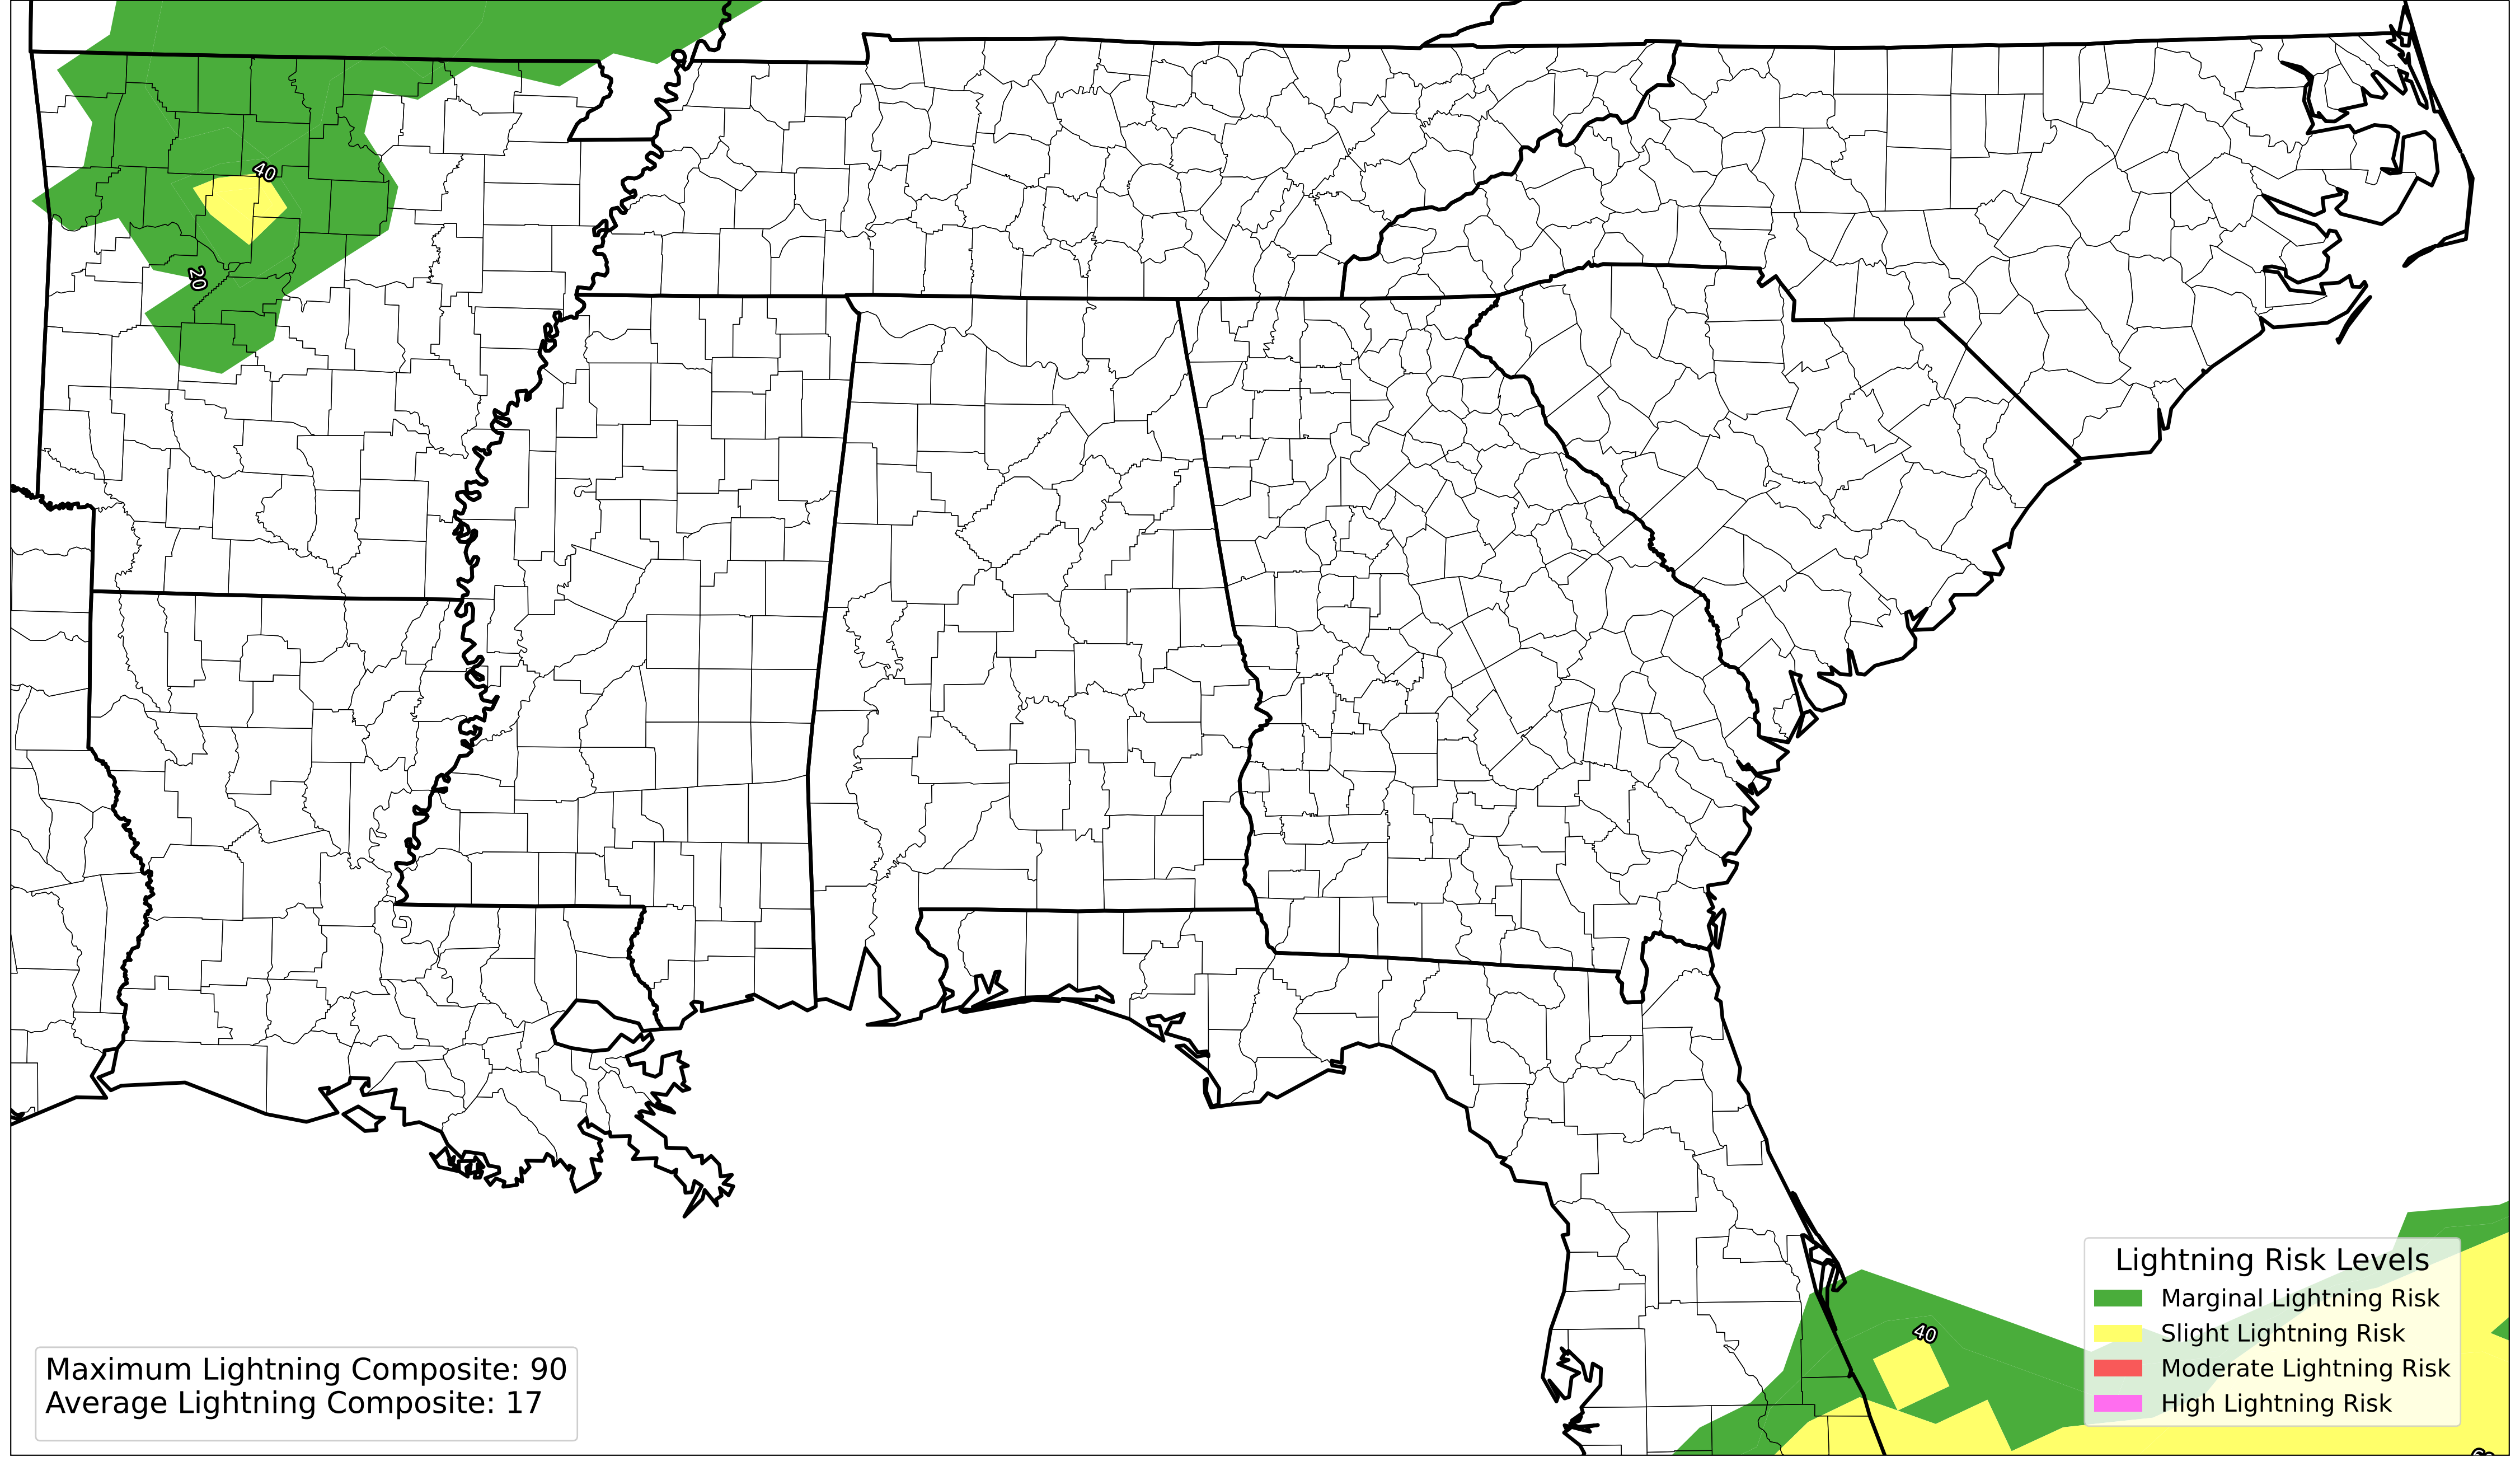 40
20
40
Lightning Risk Levels
Marginal Lightning Risk
Slight Lightning Risk
Moderate Lightning Risk
High Lightning Risk
Maximum Lightning Composite: 90
Average Lightning Composite: 17